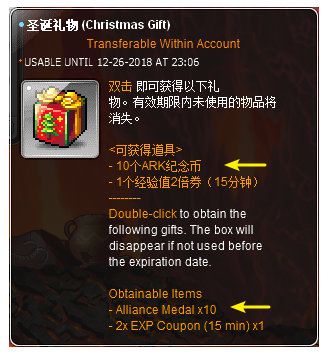 圣诞礼物 (Christmas Gift)
Transferable Within Account
USABLE UNTIL 12-26-2018 AT 23:06
双击 即可获得以下礼
物。有效期限内未使用的物品将
消失。
<可获得道具>
- 10个ARK纪念币
- 1个经验值2倍券（15分钟）
--------
Double-click to obtain the
following gifts. The box will
disappear if not used before
the expiration date.
Obtainable Items
- Alliance Medal x10
- 2x EXP Coupon (15 min) x1